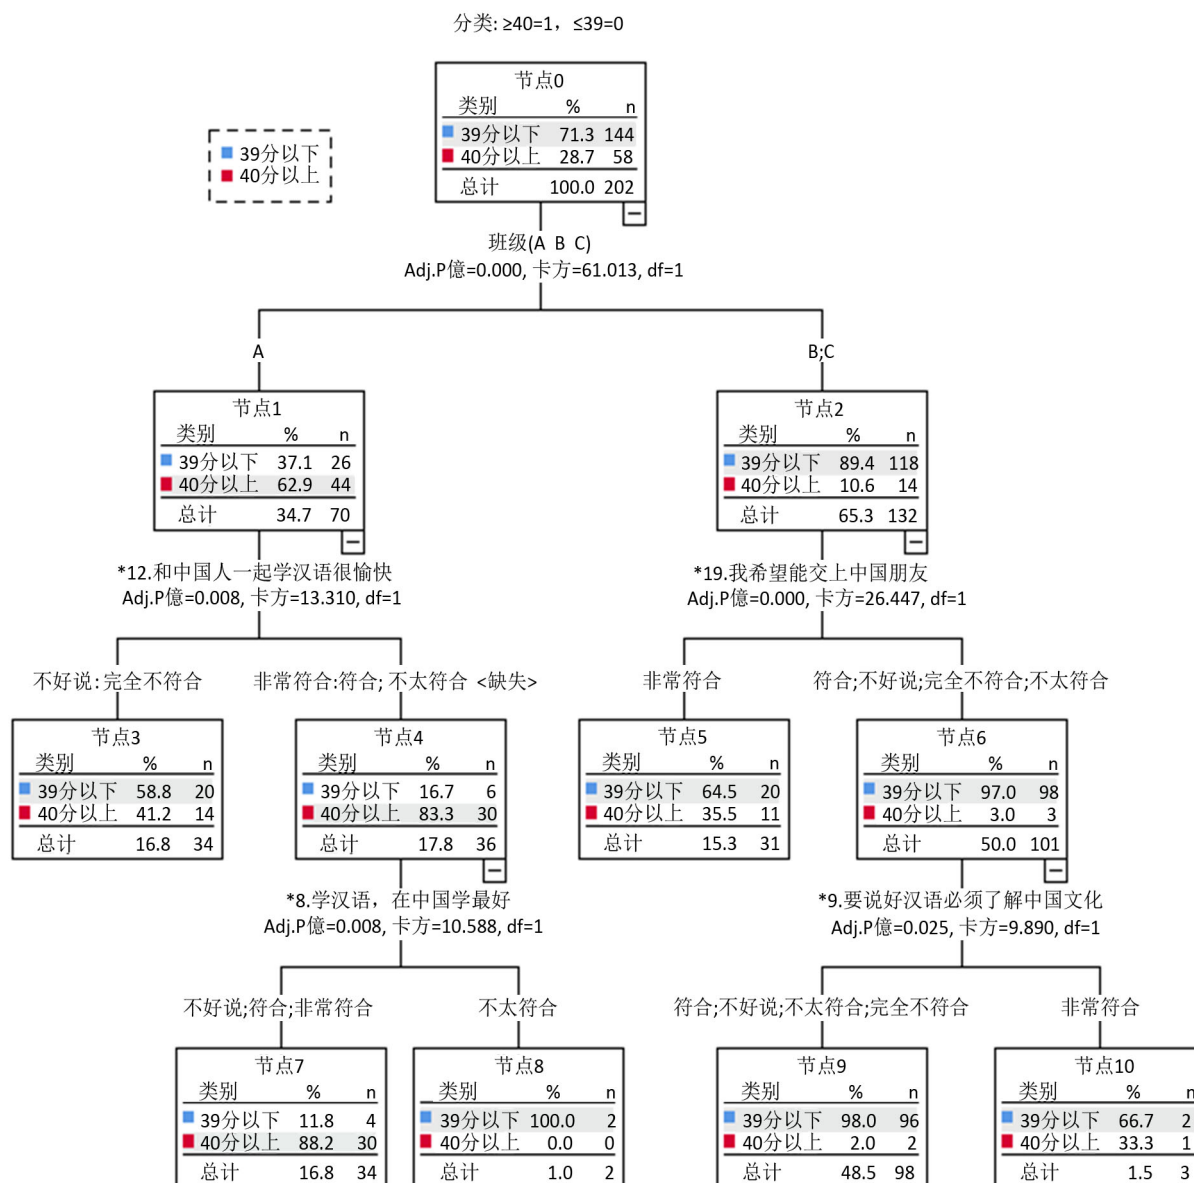 分类: ≥40=1，≤39=0
节点0
类别 % n
39分以下 71.3 144
40分以上 28.7 58
总计 100.0 202
39分以下
40分以上
班级(A B C)
Adj.P億=0.000, 卡方=61.013, df=1
A
B;C
节点1
类别 % n
39分以下 37.1 26
40分以上 62.9 44
总计 34.7 70
节点2
类别 % n
39分以下 89.4 118
40分以上 10.6 14
总计 65.3 132
*12.和中国人一起学汉语很愉快
Adj.P億=0.008, 卡方=13.310, df=1
*19.我希望能交上中国朋友
Adj.P億=0.000, 卡方=26.447, df=1
不好说:完全不符合
非常符合:符合; 不太符合 <缺失>
非常符合
符合;不好说;完全不符合;不太符合
节点3
类别 % n
39分以下 58.8 20
40分以上 41.2 14
总计 16.8 34
节点4
类别 % n
39分以下 16.7 6
40分以上 83.3 30
总计 17.8 36
节点5
类别 % n
39分以下 64.5 20
40分以上 35.5 11
总计 15.3 31
节点6
类别 % n
39分以下 97.0 98
40分以上 3.0 3
总计 50.0 101
*8.学汉语，在中国学最好
Adj.P億=0.008, 卡方=10.588, df=1
*9.要说好汉语必须了解中国文化
Adj.P億=0.025, 卡方=9.890, df=1
不好说;符合;非常符合
不太符合
符合;不好说;不太符合;完全不符合
非常符合
节点7
类别 % n
39分以下 11.8 4
40分以上 88.2 30
总计 16.8 34
节点8
类别 % n
39分以下 100.0 2
40分以上 0.0 0
总计 1.0 2
节点9
类别 % n
39分以下 98.0 96
40分以上 2.0 2
总计 48.5 98
节点10
类别 % n
39分以下 66.7 2
40分以上 33.3 1
总计 1.5 3